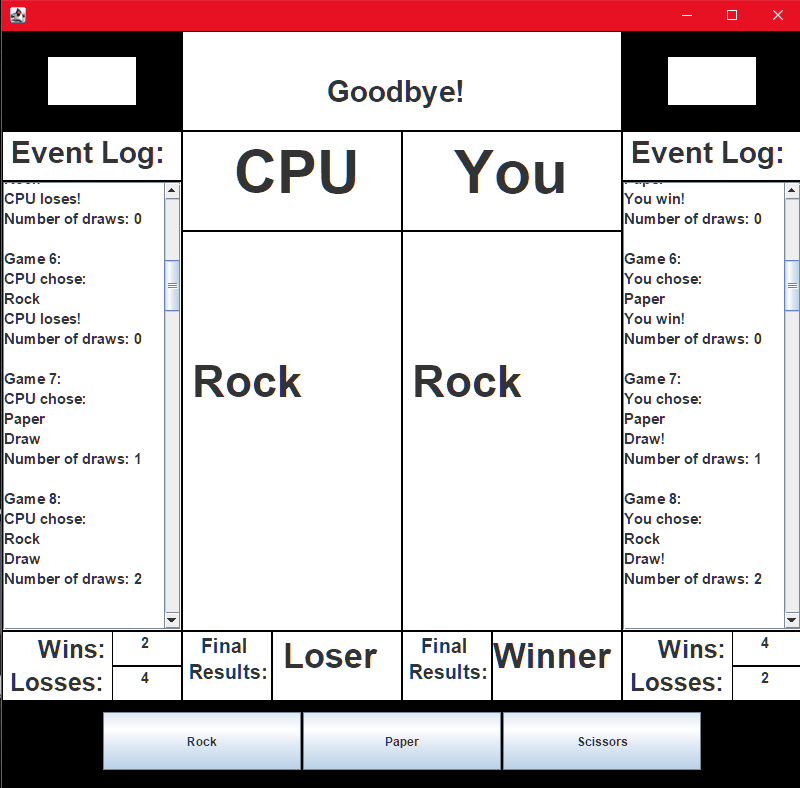 Goodbye!
Event Log:
CPU
You
Event Log:
Rock
CPU loses!
Number of draws: 0
Game 6:
CPU chose:
Rock
CPU loses!
Number of draws: 0
Game 7:
CPU chose:
Paper
Draw
Number of draws: 1
Game 8:
CPU chose:
Rock
Draw
Number of draws: 2
Rock
Rock
Paper
You win!
Number of draws: 0
Game 6:
You chose:
Paper
You win!
Number of draws: 0
Game 7:
You chose:
Paper
Draw!
Number of draws: 1
Game 8:
You chose:
Rock
Draw!
Number of draws: 2
Wins: 2
Losses: 4
Final
Results:
Loser
Final
Results:
Winner
Wins: 4
Losses: 2
Rock
Paper
Scissors